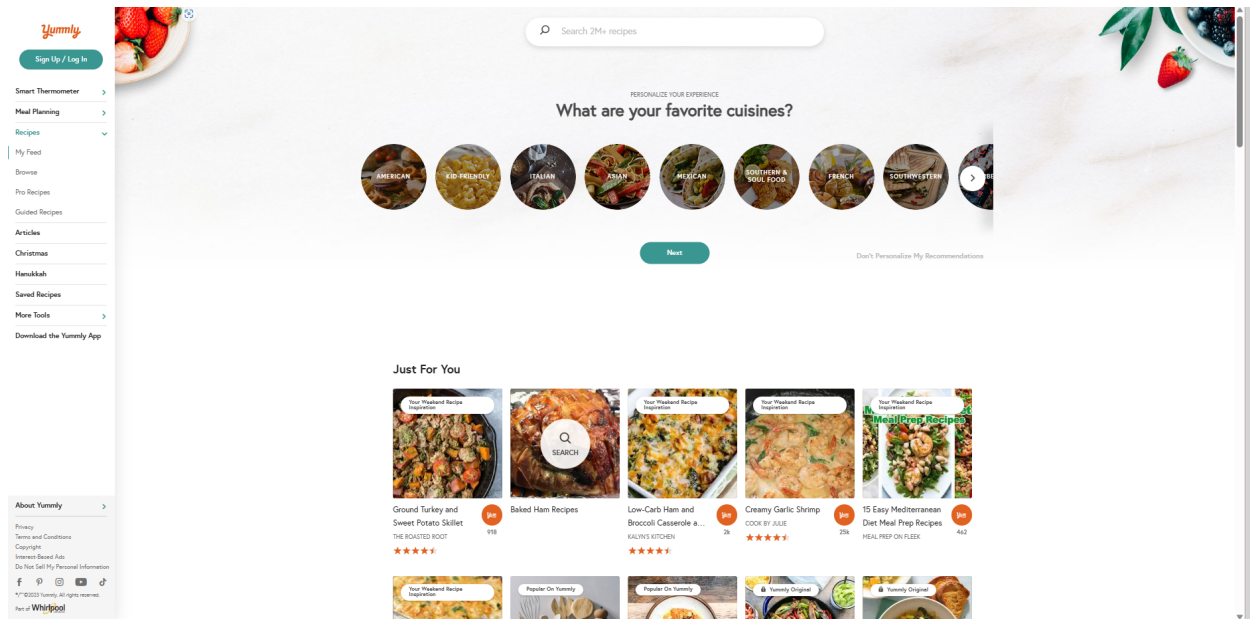 Yummly
Sign Up / Log In
Smart Thermometer
Meal Planning
Recipes
My Feed
Browse
Pro Recipes
Guided Recipes
Articles
Christmas
Hanukkah
Saved Recipes
More Tools
Download the Yummly App
About Yummly
Privacy
Terms and Conditions
Copyright
Interest-Based Ads
Do Not Sell My Personal Information
©2023 Yummly. All rights reserved.
Part of Whirlpool
Search 2M+ recipes
PERSONALIZE YOUR EXPERIENCE
What are your favorite cuisines?
AMERICAN
KID-FRIENDLY
ITALIAN
ASIAN
MEXICAN
SOUTHERN &
SOUL FOOD
FRENCH
SOUTHWESTERN
Next
Don't Personalize My Recommendations
Just For You
Your Weekend Recipe
Inspiration
Ground Turkey and
Sweet Potato Skillet
THE ROASTED ROOT
Yum
918
SEARCH
Baked Ham Recipes
Your Weekend Recipe
Inspiration
Low-Carb Ham and
Broccoli Casserole a...
KALYN'S KITCHEN
Yum
2k
Your Weekend Recipe
Inspiration
Creamy Garlic Shrimp
COOK BY JULIE
Yum
25k
Your Weekend Recipe
Inspiration
Meal Prep Recipes
15 Easy Mediterranean
Diet Meal Prep Recipes
MEAL PREP ON FLEEK
Yum
462
Your Weekend Recipe
Inspiration
Popular On Yummly
Popular On Yummly
Yummly Original
Yummly Original